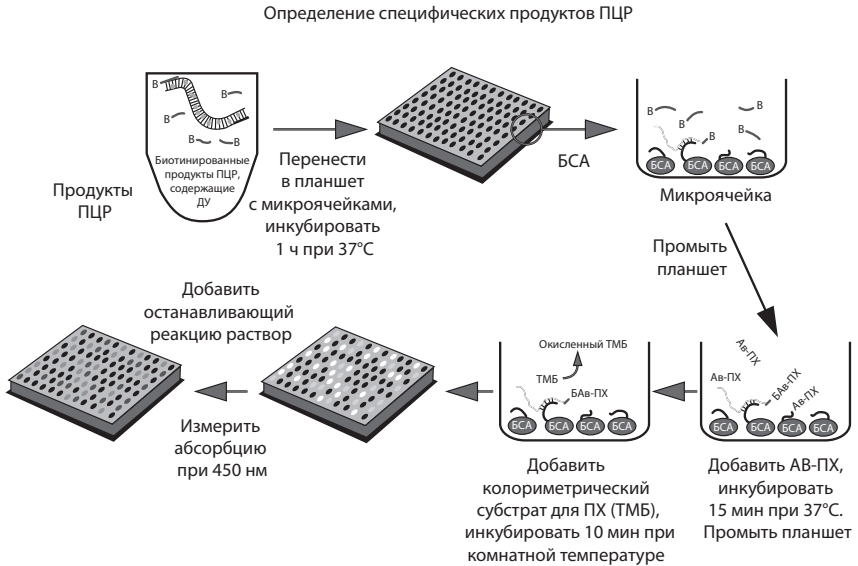 Определение специфических продуктов ПЦР
В
В
В
В
В
Биотинированные
продукты ПЦР,
содержащие
ДУ
Продукты
ПЦР
Перенести
в планшет
с микроячейками,
инкубировать
1 ч при 37°C
БСА
В
В
В
В
В
БСА
БСА
БСА
БСА
Микроячейка
Промыть
планшет
Ав-ПХ
Ав-ПХ
БАв-ПХ
Ав-ПХ
БСА
БСА
БСА
БСА
Добавить АВ-ПХ,
инкубировать
15 мин при 37°C.
Промыть планшет
Окисленный ТМБ
ТМБ
БАв-ПХ
БСА
БСА
БСА
БСА
Добавить
колориметрический
субстрат для ПХ (ТМБ),
инкубировать 10 мин при
комнатной температуре
Добавить
останавливающий
реакцию раствор
Измерить
абсорбцию
при 450 нм